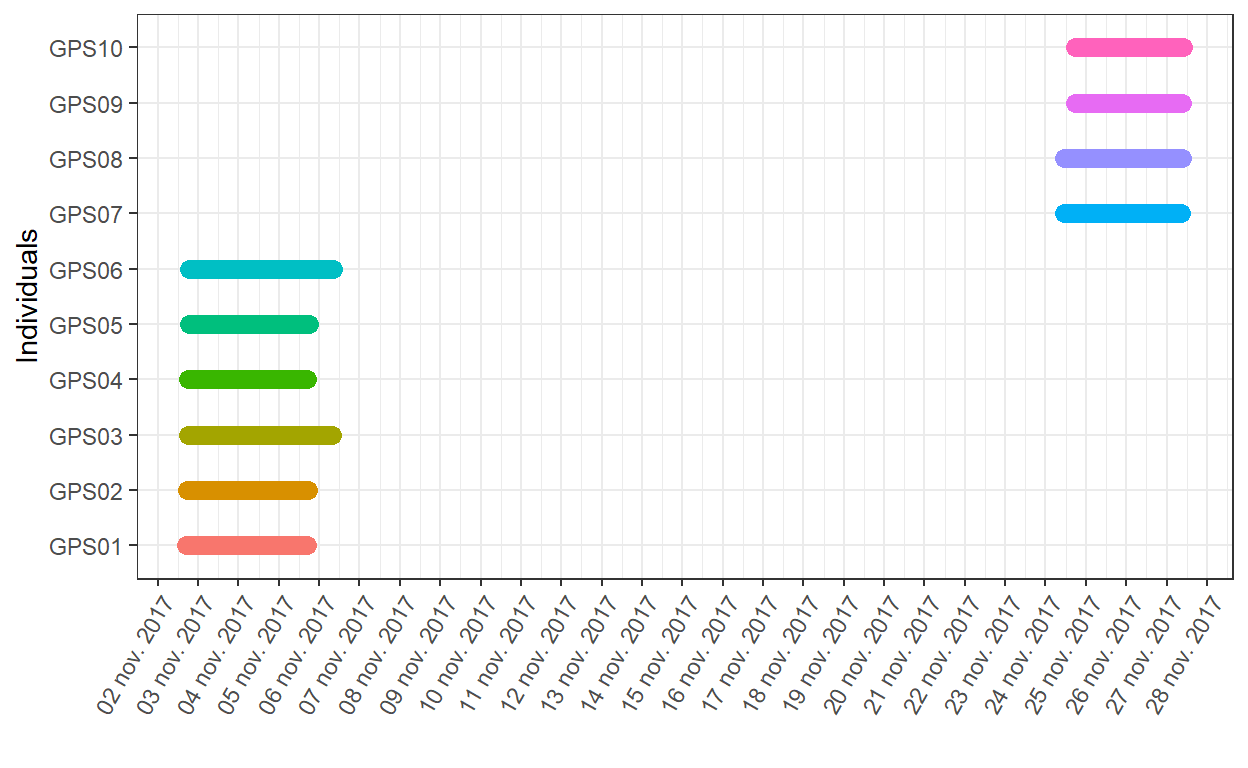 Individuals
GPS10
GPS09
GPS08
GPS07
GPS06
GPS05
GPS04
GPS03
GPS02
GPS01
02 nov. 2017
03 nov. 2017
04 nov. 2017
05 nov. 2017
06 nov. 2017
07 nov. 2017
08 nov. 2017
09 nov. 2017
10 nov. 2017
11 nov. 2017
12 nov. 2017
13 nov. 2017
14 nov. 2017
15 nov. 2017
16 nov. 2017
17 nov. 2017
18 nov. 2017
19 nov. 2017
20 nov. 2017
21 nov. 2017
22 nov. 2017
23 nov. 2017
24 nov. 2017
25 nov. 2017
26 nov. 2017
27 nov. 2017
28 nov. 2017